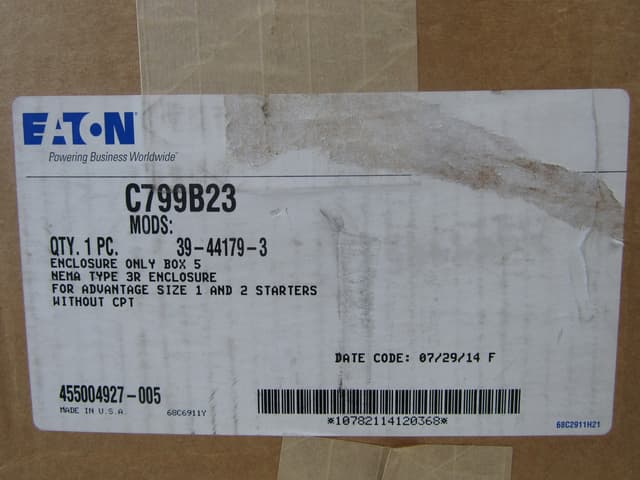 EATON
Powering Business Worldwide
C799B23
MODS:
QTY. 1 PC. 39-44179-3
ENCLOSURE ONLY BOX 5
NEMA TYPE 3R ENCLOSURE
FOR ADVANTAGE SIZE 1 AND 2 STARTERS
WITHOUT CPT
DATE CODE: 07/29/14 F
455004927-005
MADE IN U.S.A. 68C6911Y
*10782114120368*
68C2911H21